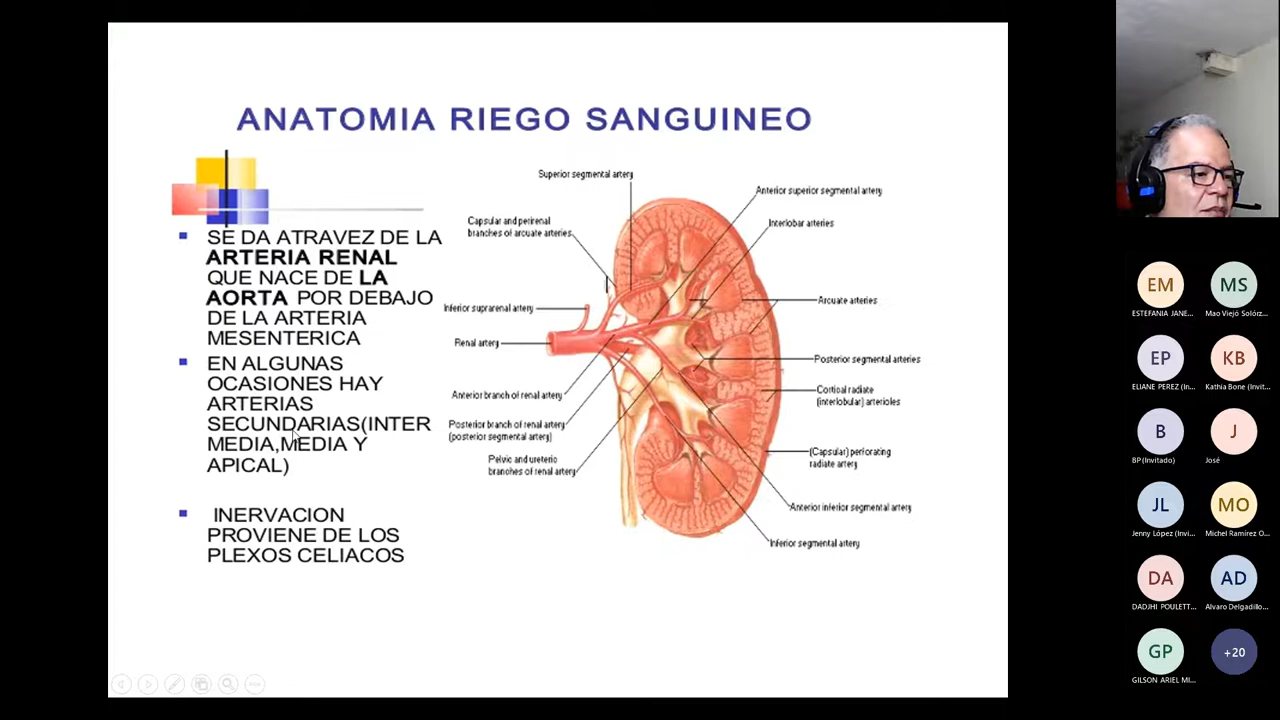 ANATOMIA RIEGO SANGUINEO
SE DA ATRAVEZ DE LA
ARTERIA RENAL
QUE NACE DE LA
AORTA POR DEBAJO
DE LA ARTERIA
MESENTERICA
EN ALGUNAS
OCASIONES HAY
ARTERIAS
SECUNDARIAS(INTER
MEDIA,MEDIA Y
APICAL)
INERVACION
PROVIENE DE LOS
PLEXOS CELIACOS
Superior segmental artery
Capsular and perirenal
branches of arcuate arteries
Inferior suprarenal artery
Renal artery
Anterior branch of renal artery
Posterior branch of renal artery
(posterior segmental artery)
Pelvic and ureteric
branches of renal artery
Anterior superior segmental artery
Interlobar arteries
Arcuate arteries
Posterior segmental arteries
Cortical radiate
(interlobular) arterioles
(Capsular) perforating
radiate artery
Anterior inferior segmental artery
Inferior segmental artery
EM
ESTEFANIA JANE...
MS
Mao Viejó Solórz...
EP
ELIANE PEREZ (In...
KB
Kathia Bone (Invit...
B
BP (Invitado)
J
José
JL
Jenny López (Invi...
MO
Michel Ramírez O...
DA
DADJHI POULETT...
AD
Alvaro Delgadillo...
GP
GILSON ARIEL MI...
+20